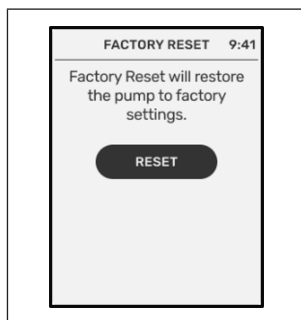 FACTORY RESET 9:41
Factory Reset will restore
the pump to factory
settings.
RESET